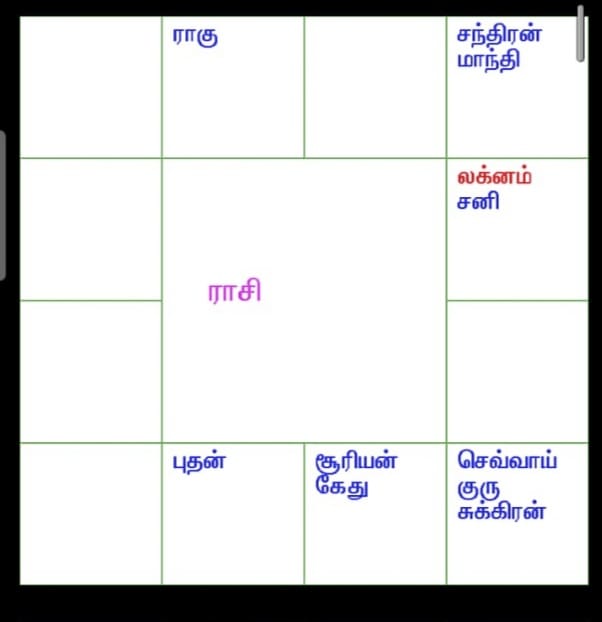 ராகு
சந்திரன்
மாந்தி
லக்னம்
சனி
ராசி
புதன்
சூரியன்
கேது
செவ்வாய்
குரு
சுக்கிரன்